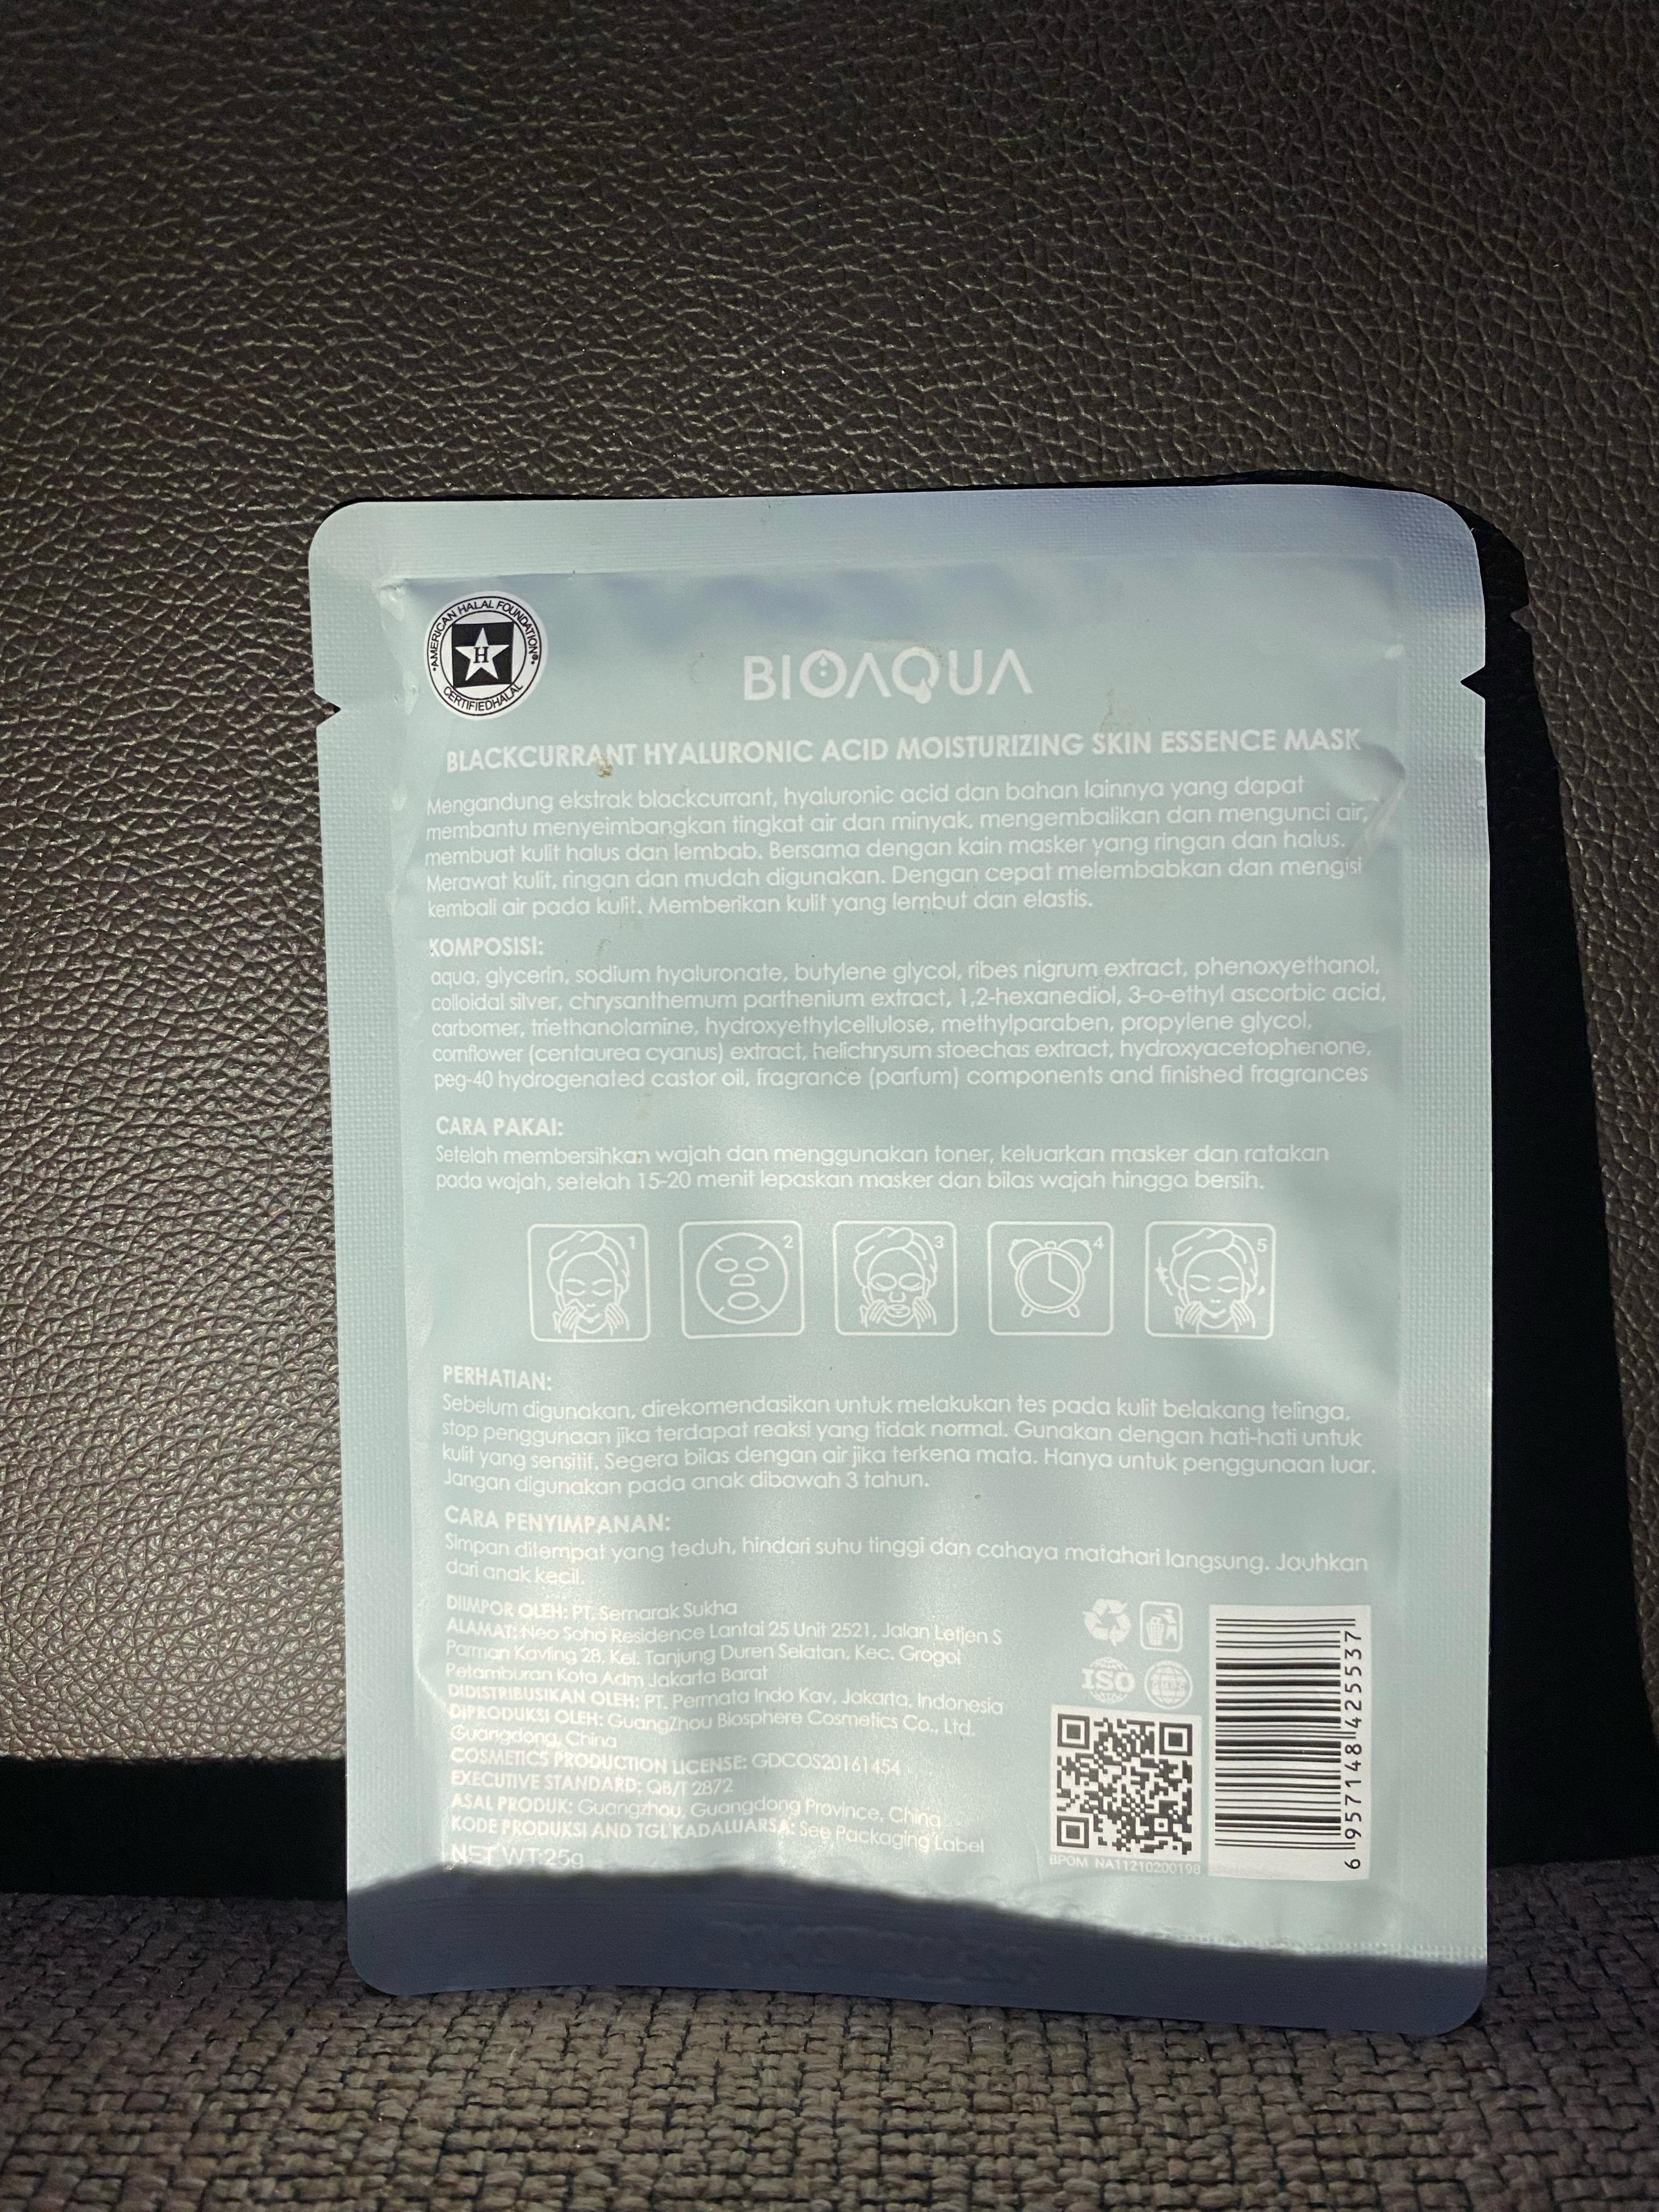 AMERICAN HALAL FOUNDATION
H
CERTIFIED HALAL
BIOAQUA
BLACKCURRANT HYALURONIC ACID MOISTURIZING SKIN ESSENCE MASK
Mengandung ekstrak blackcurrant, hyaluronic acid dan bahan lainnya yang dapat
membantu menyeimbangkan tingkat air dan minyak, mengembalikan dan mengunci air,
membuat kulit halus dan lembab. Bersama dengan kain masker yang ringan dan halus.
Merawat kulit, ringan dan mudah digunakan. Dengan cepat melembabkan dan mengisi
kembali air pada kulit. Memberikan kulit yang lembut dan elastis.
KOMPOSISI:
aqua, glycerin, sodium hyaluronate, butylene glycol, ribes nigrum extract, phenoxyethanol,
colloidal silver, chrysanthemum parthenium extract, 1,2-hexanediol, 3-o-ethyl ascorbic acid,
carbomer, triethanolamine, hydroxyethylcellulose, methylparaben, propylene glycol,
cornflower (centaurea cyanus) extract, helichrysum stoechas extract, hydroxyacetophenone,
peg-40 hydrogenated castor oil, fragrance (parfum) components and finished fragrances
CARA PAKAI:
Setelah membersihkan wajah dan menggunakan toner, keluarkan masker dan ratakan
pada wajah, setelah 15-20 menit lepaskan masker dan bilas wajah hingga bersih.
1 2 3 4 5
PERHATIAN:
Sebelum digunakan, direkomendasikan untuk melakukan tes pada kulit belakang telinga,
stop penggunaan jika terdapat reaksi yang tidak normal. Gunakan dengan hati-hati untuk
kulit yang sensitif. Segera bilas dengan air jika terkena mata. Hanya untuk penggunaan luar.
Jangan digunakan pada anak dibawah 3 tahun.
CARA PENYIMPANAN:
Simpan ditempat yang teduh, hindari suhu tinggi dan cahaya matahari langsung. Jauhkan
dari anak kecil.
DIIMPOR OLEH: PT. Semarak Sukha
ALAMAT: Neo Soho Residence Lantai 25 Unit 2521, Jalan Letjen S
Parman Kavling 28, Kel. Tanjung Duren Selatan, Kec. Grogol
Petamburan Kota Adm Jakarta Barat
DIDISTRIBUSIKAN OLEH: PT. Permata Indo Kav, Jakarta, Indonesia
DIPRODUKSI OLEH: GuangZhou Biosphere Cosmetics Co., Ltd.
Guangdong, China
COSMETICS PRODUCTION LICENSE: GDCOS20161454
EXECUTIVE STANDARD: QB/T 2872
ASAL PRODUK: Guangzhou, Guangdong Province, China
KODE PRODUKSI AND TGL KADALUARSA: See Packaging Label
NET WT:25g
ISO
BPOM NA11210200198
6 957148 425537